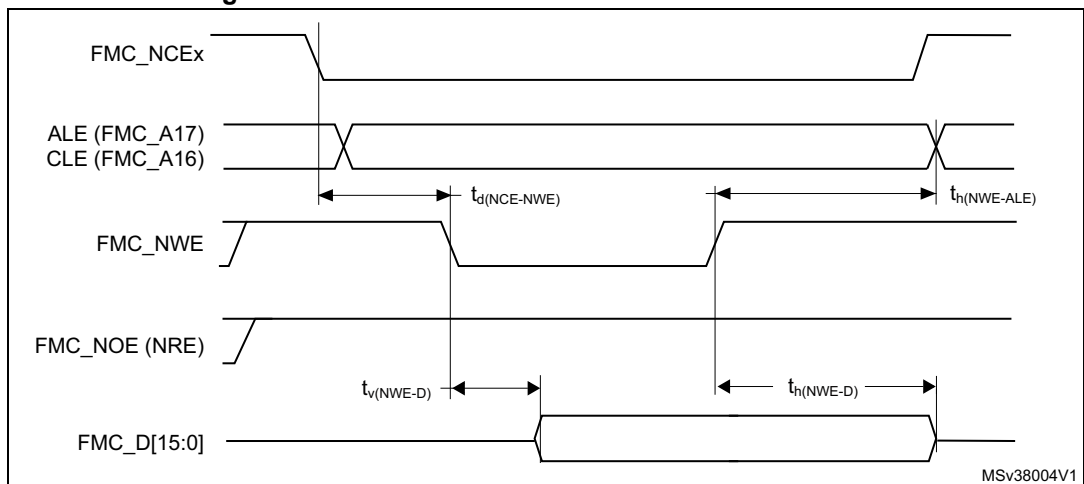 FMC_NCEx
ALE (FMC_A17)
CLE (FMC_A16)
td(NCE-NWE)
th(NWE-ALE)
FMC_NWE
FMC_NOE (NRE)
tv(NWE-D)
th(NWE-D)
FMC_D[15:0]
MSv38004V1